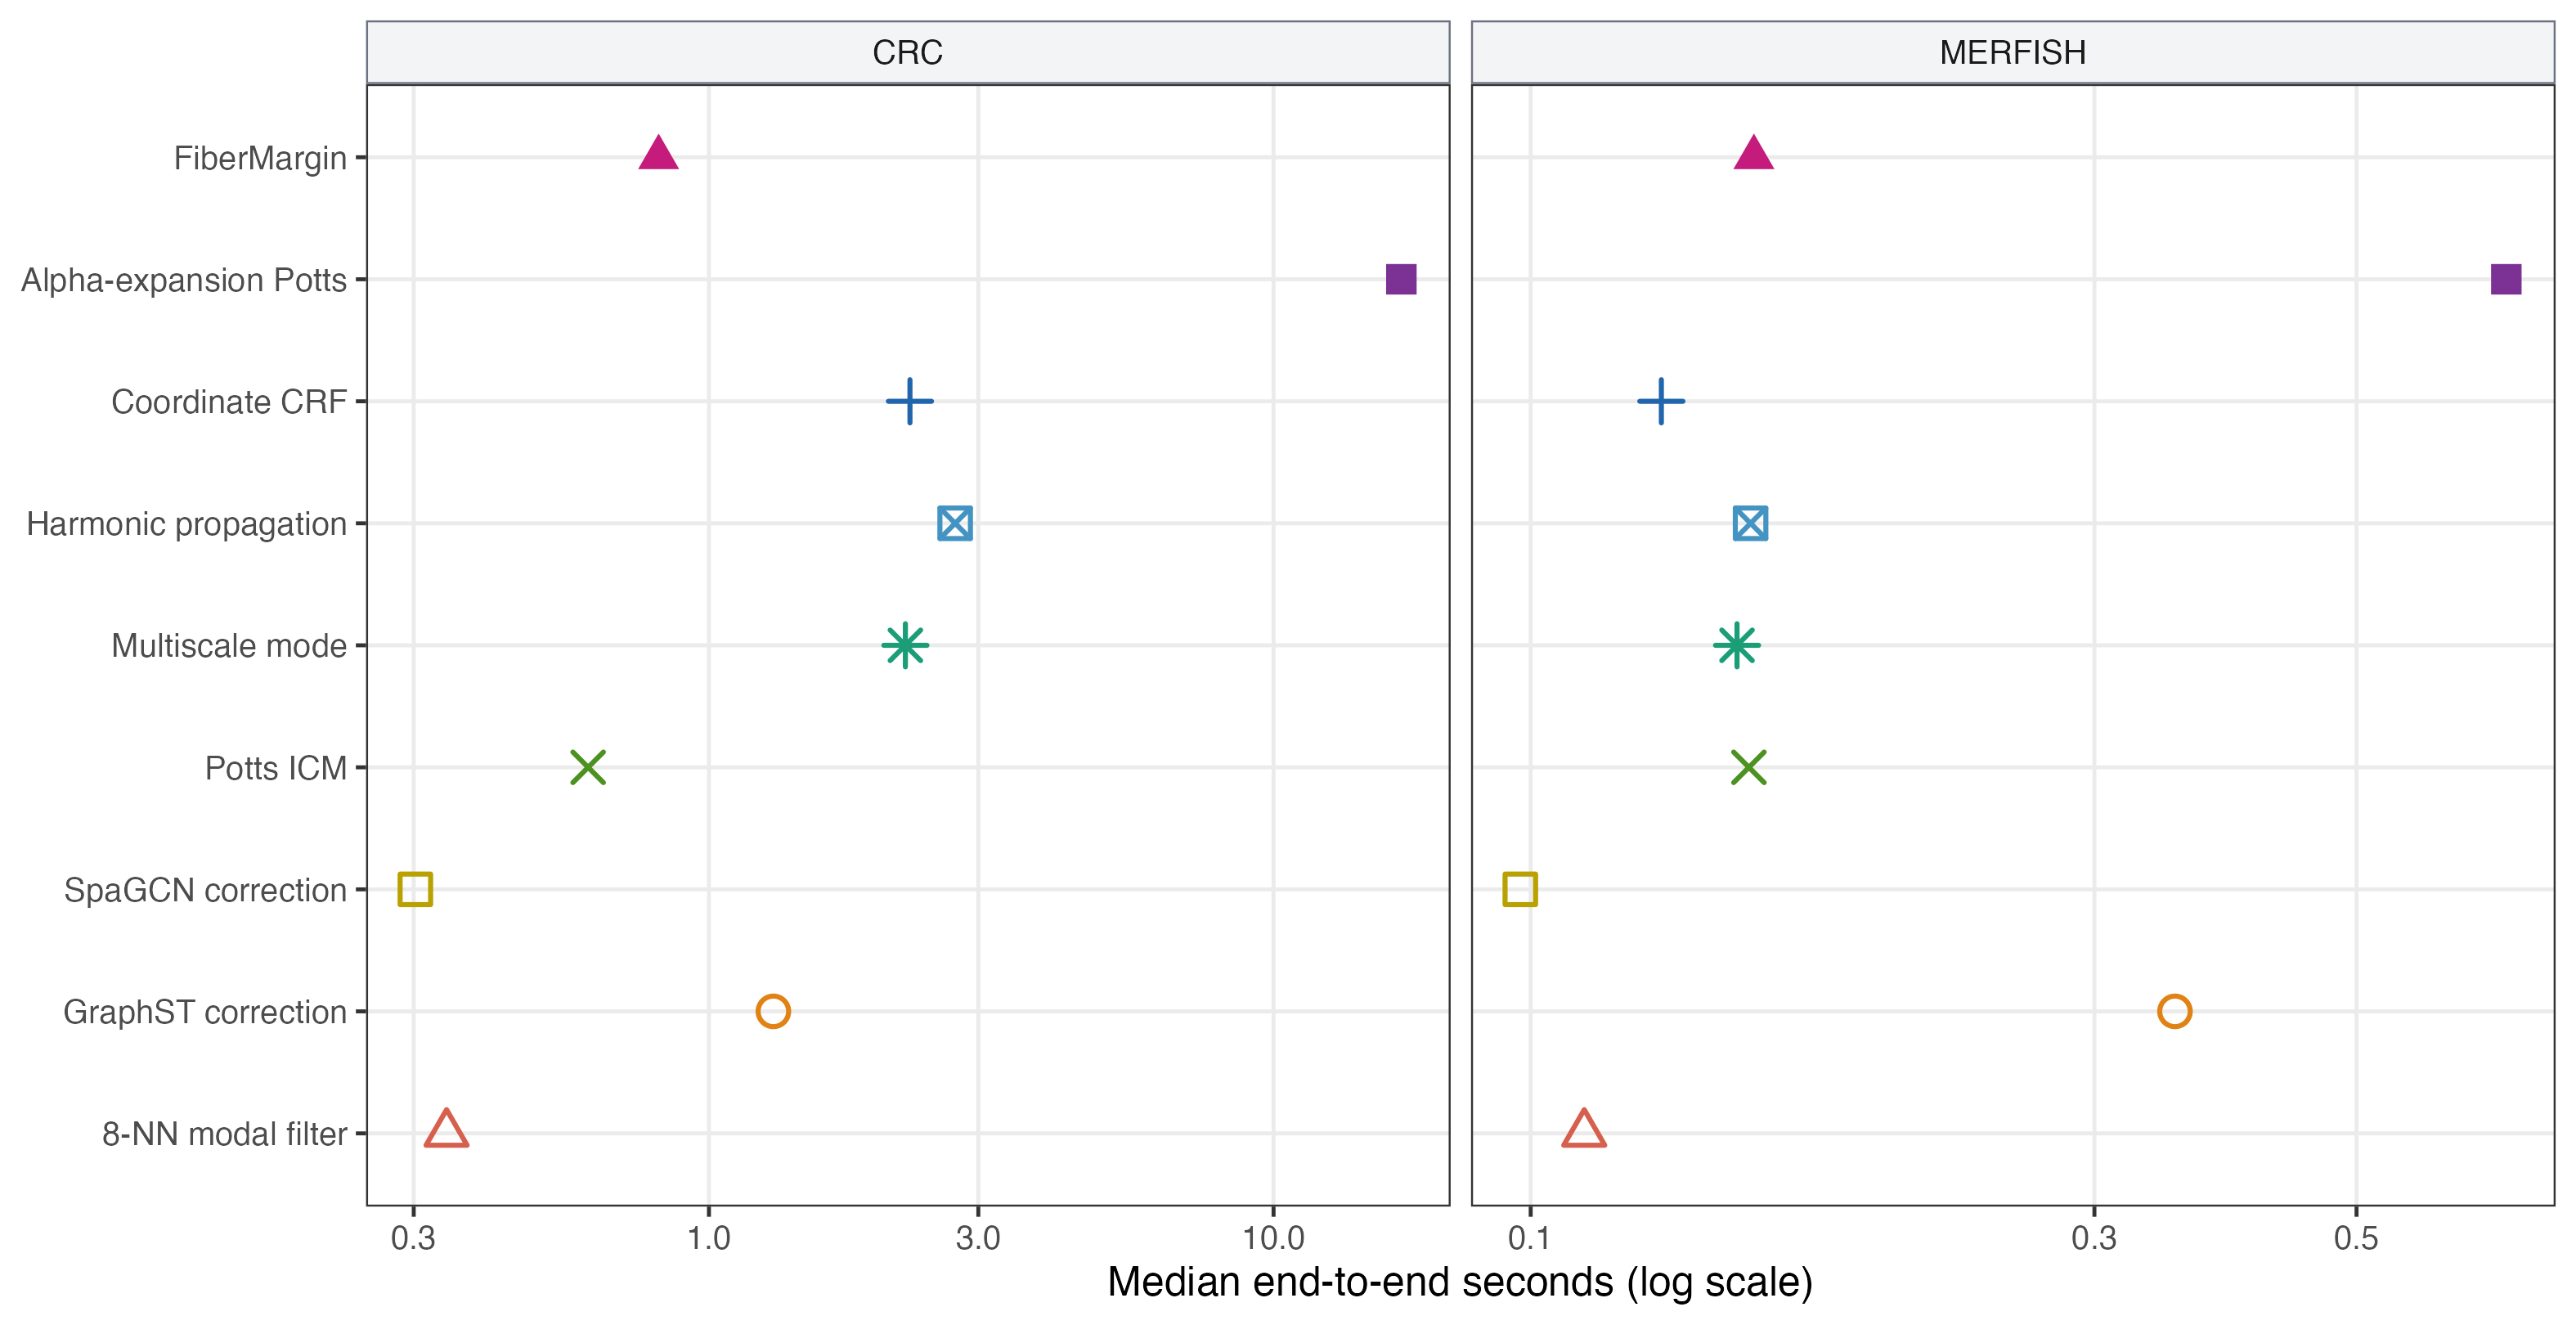 CRC
MERFISH
FiberMargin
Alpha-expansion Potts
Coordinate CRF
Harmonic propagation
Multiscale mode
Potts ICM
SpaGCN correction
GraphST correction
8-NN modal filter
0.3 1.0 3.0 10.0
0.1 0.3 0.5
Median end-to-end seconds (log scale)